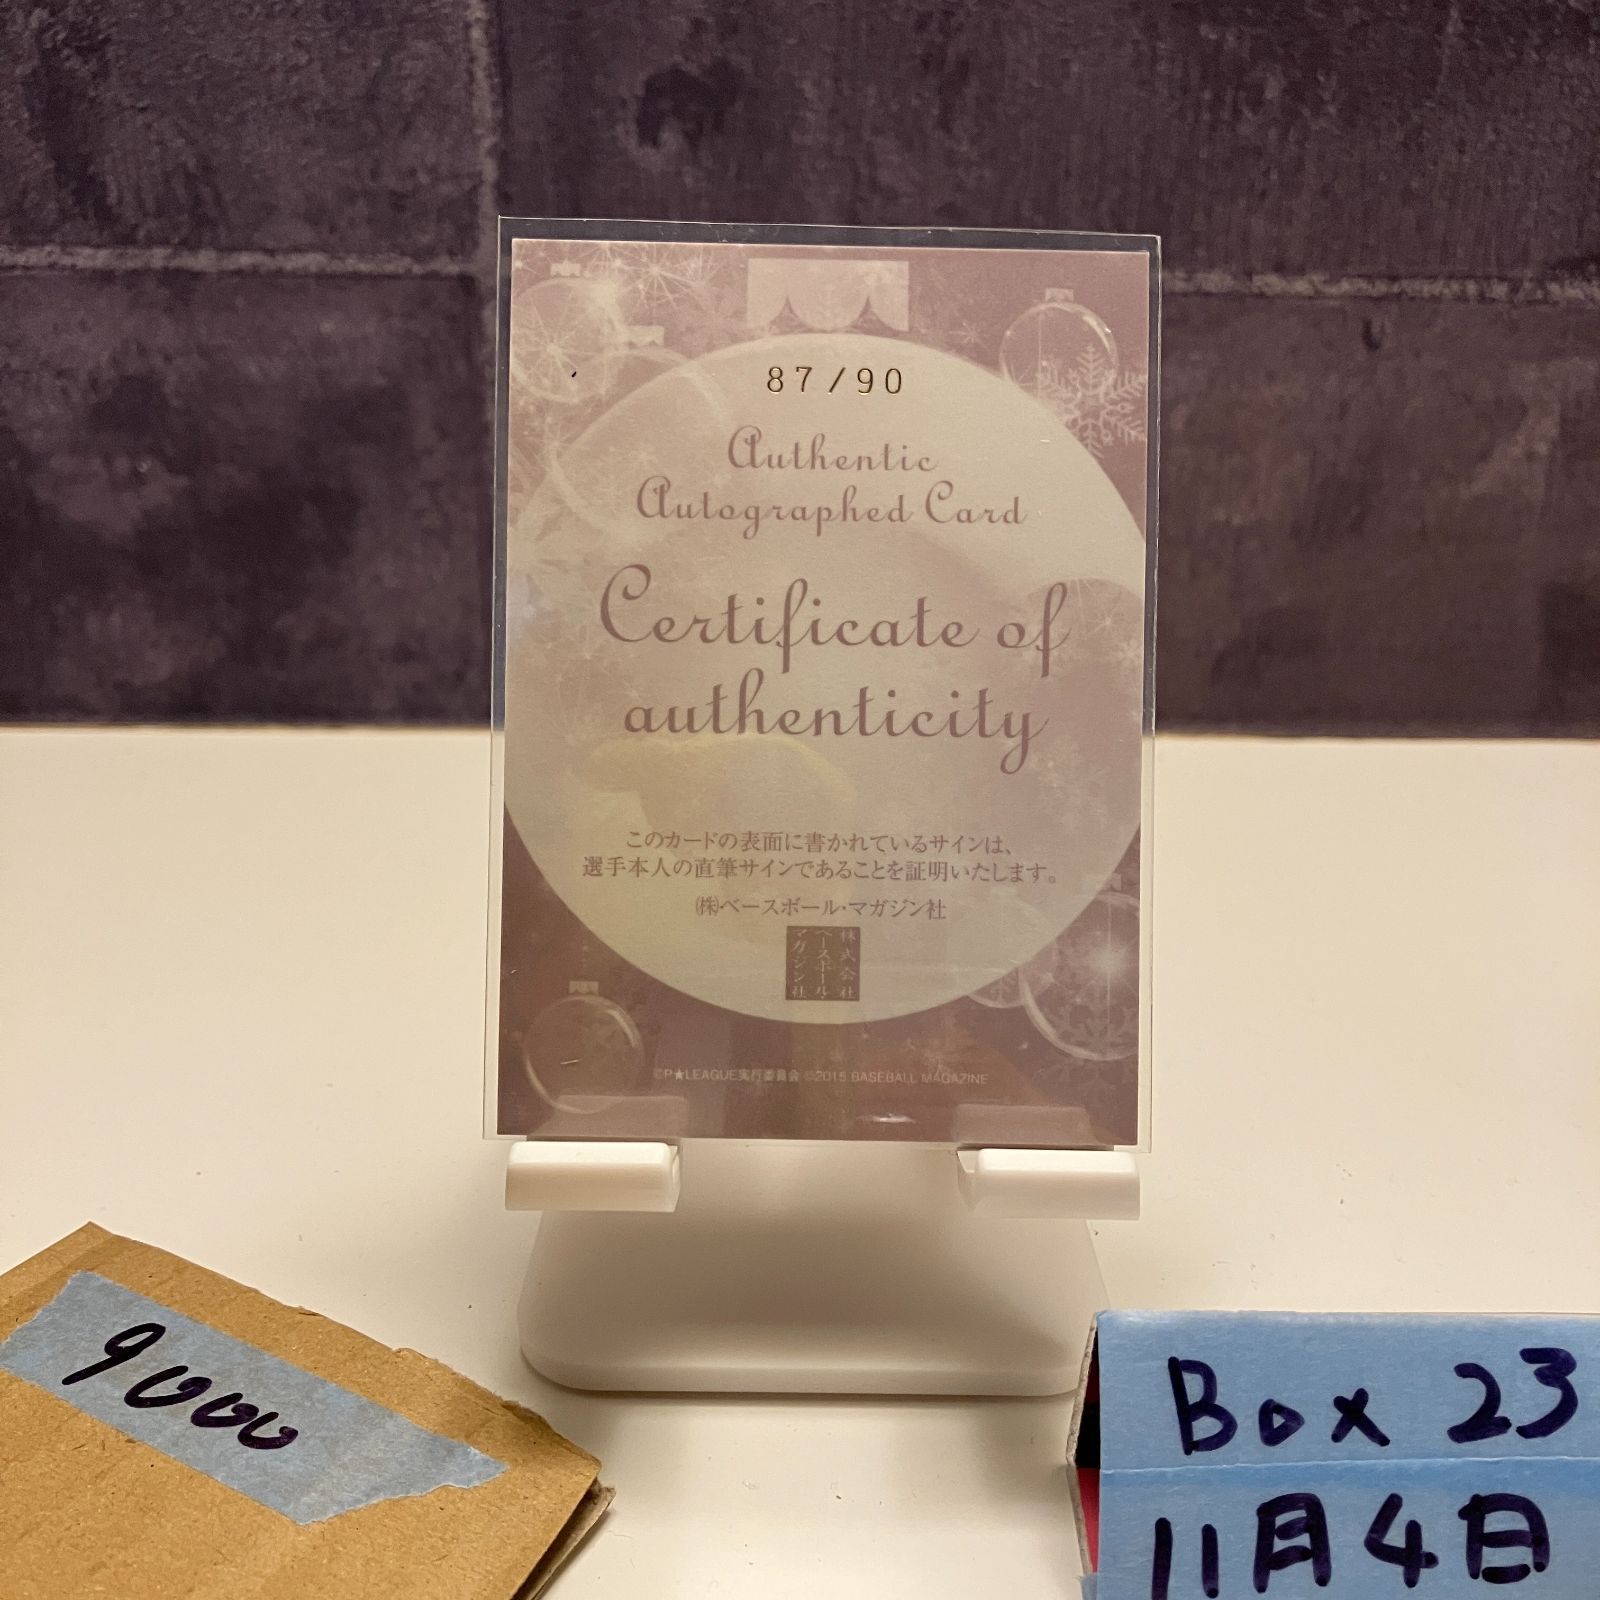 87/90
Authentic
Autographed Card
Certificate of
authenticity
このカードの表面に書かれているサインは、
選手本人の直筆サインであることを証明いたします。
㈱ベースボール・マガジン社
株式会社
ベースボール・
マガジン社
©P★LEAGUE実行委員会 ©2015 BASEBALL MAGAZINE
9000
Box 23
11月4日